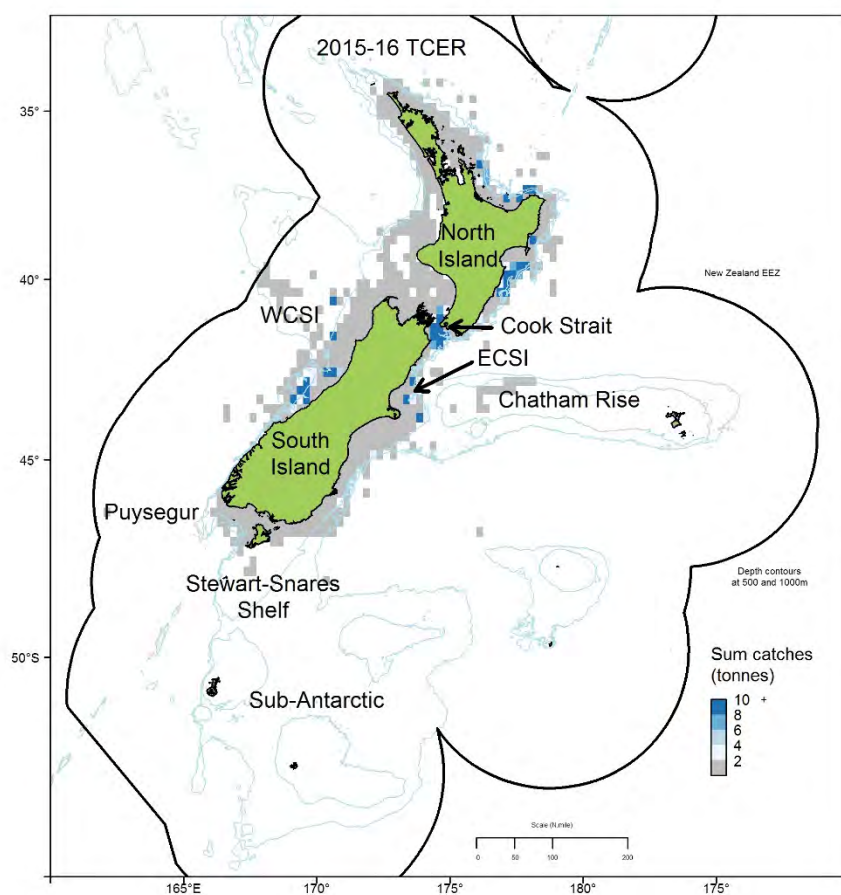 2015-16 TCER
35°
North
Island
40°
New Zealand EEZ
WCSI
Cook Strait
ECSI
Chatham Rise
South
Island
45°
Puysegur
Depth contours
at 500 and 1000m
Stewart-Snares
Shelf
50°S
Sum catches
(tonnes)
Sub-Antarctic
10 +
8
6
4
2
Scale (N.mile)
0 50 100 200
165°E 170° 175° 180° 175°